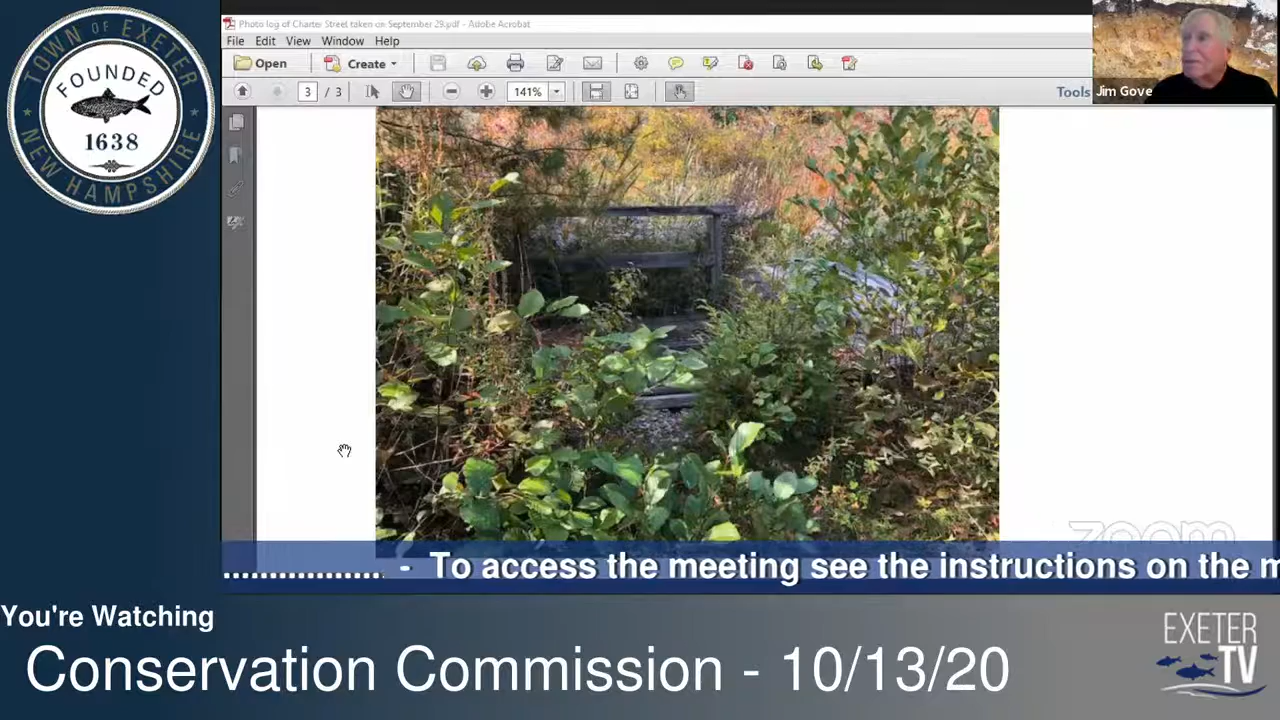 TOWN OF EXETER
FOUNDED
1638
NEW HAMPSHIRE
Photo log of Charter Street taken on September 29.pdf - Adobe Acrobat
File Edit View Window Help
Open Create
3 / 3 141% Tools
Jim Gove
zoom
- To access the meeting see the instructions on the m
You're Watching
Conservation Commission - 10/13/20
EXETER
TV